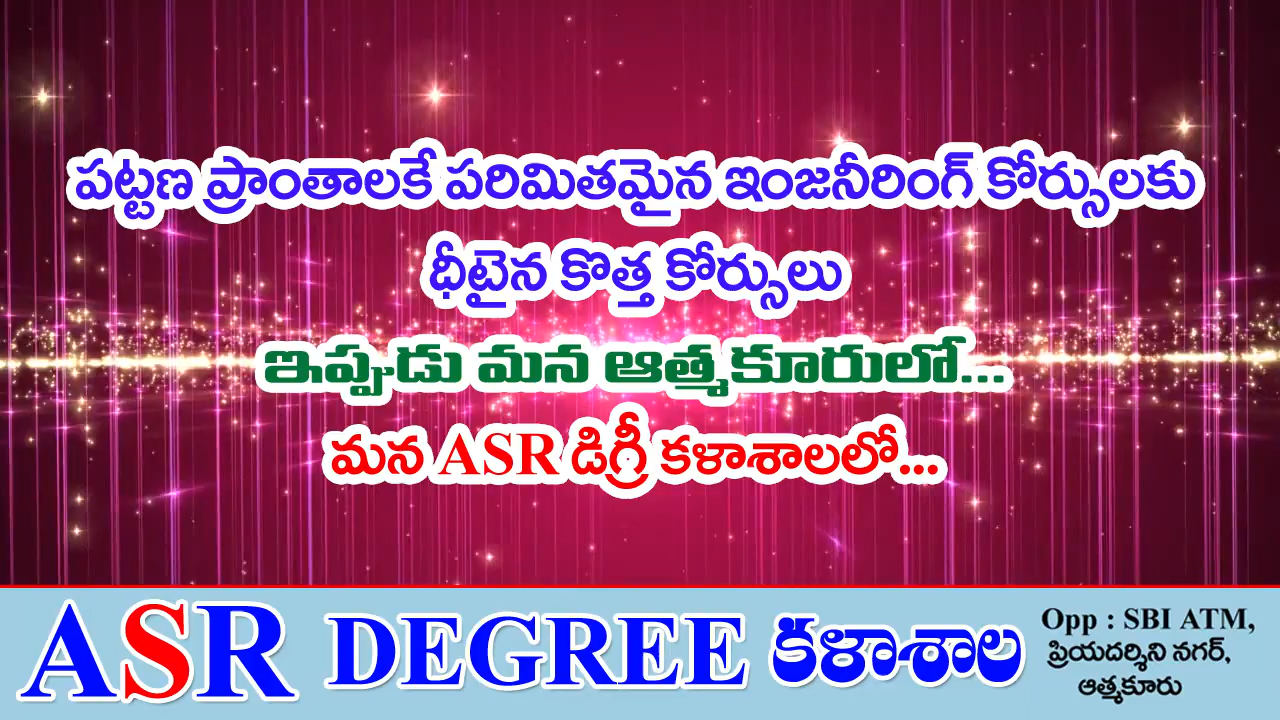 పట్టణ ప్రాంతాలకే పరిమితమైన ఇంజనీరింగ్ కోర్సులకు
ధీటైన కొత్త కోర్సులు
ఇప్పుడు మన ఆత్మకూరులో...
మన ASR డిగ్రీ కళాశాలలో...
ASR DEGREE కళాశాల
Opp : SBI ATM,
ప్రియదర్శిని నగర్,
ఆత్మకూరు